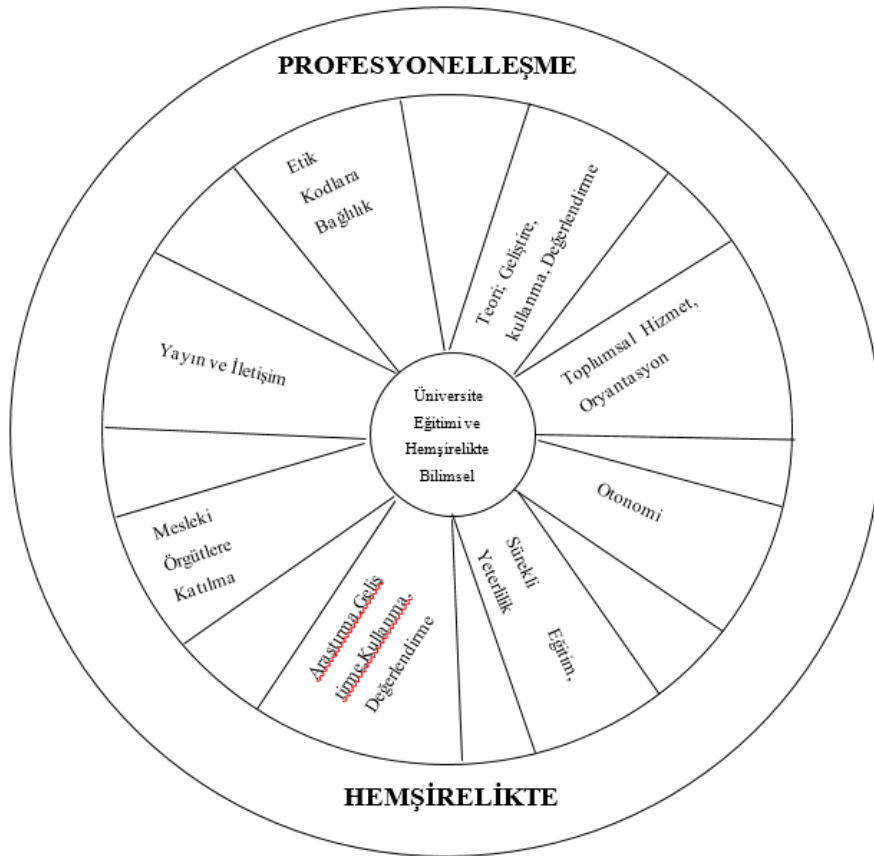 PROFESYONELLEŞME
Etik
Kodlara
Bağlılık
Teori; Geliştire,
kullanma, Değerlendirme
Toplumsal Hizmet,
Oryantasyon
Otonomi
Sürekli
Eğitim,
Yeterlilik
Araştırma,Geliş
tirme,Kullanma,
Değerlendirme
Mesleki
Örgütlere
Katılma
Yayın ve İletişim
Üniversite
Eğitimi ve
Hemşirelikte
Bilimsel
HEMŞİRELİKTE